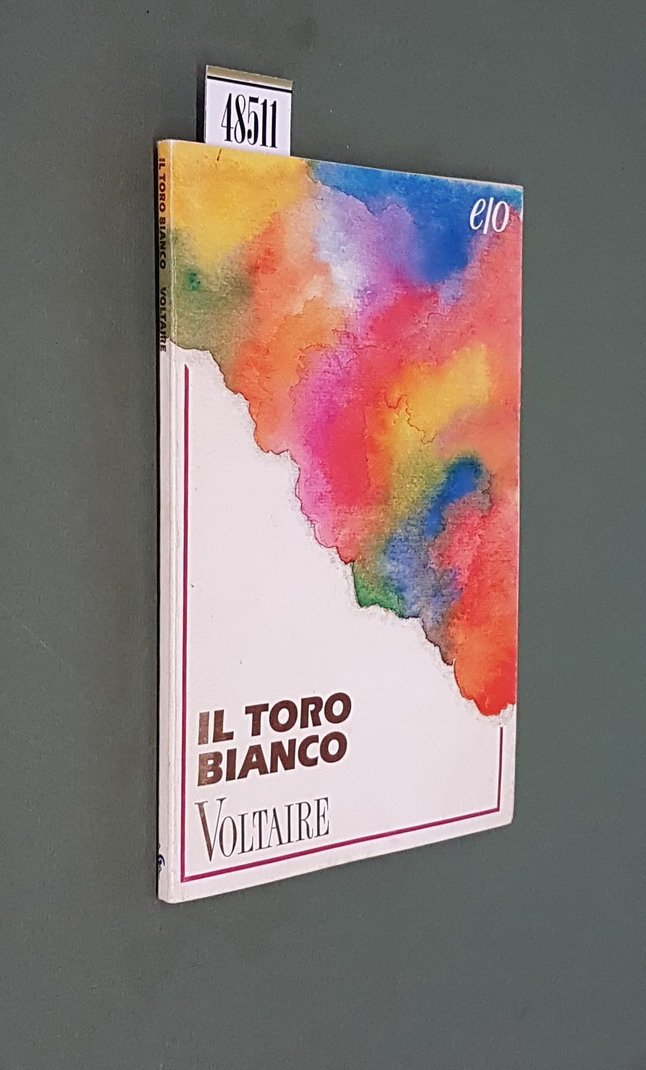 48511
e/o
IL TORO BIANCO VOLTAIRE
IL TORO
BIANCO
VOLTAIRE